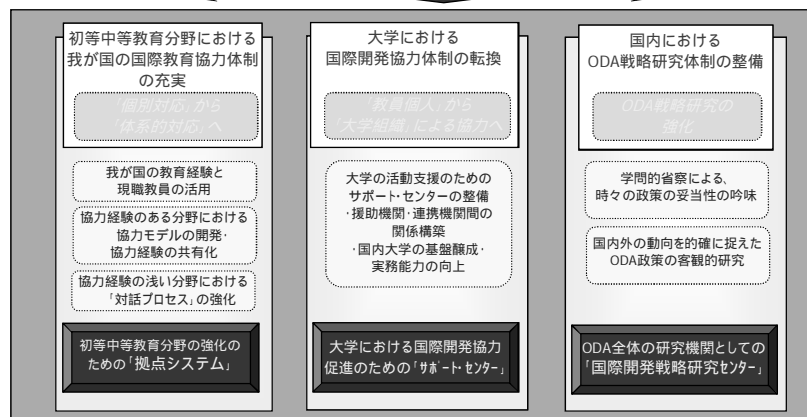 初等中等教育分野における
我が国の国際教育協力体制
の充実
「個別対応」から
「体系的対応」へ
我が国の教育経験と
現職教員の活用
協力経験のある分野における
協力モデルの開発・
協力経験の共有化
協力経験の浅い分野における
「対話プロセス」の強化
初等中等教育分野の強化の
ための「拠点システム」
大学における
国際開発協力体制の転換
「教員個人」から
「大学組織」による協力へ
大学の活動支援のための
サポート・センターの整備
・援助機関・連携機関間の
関係構築
・国内大学の基盤醸成・
実務能力の向上
大学における国際開発協力
促進のための「サポート・センター」
国内における
ODA戦略研究体制の整備
ODA戦略研究の
強化
学問的省察による、
時々の政策の妥当性の吟味
国内外の動向を的確に捉えた
ODA政策の客観的研究
ODA全体の研究機関としての
「国際開発戦略研究センター」